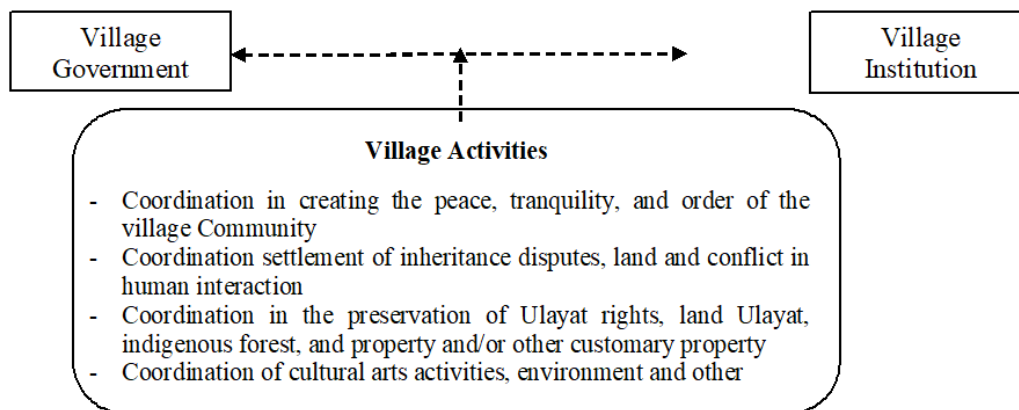 Village
Government
Village
Institution
Village Activities
- Coordination in creating the peace, tranquility, and order of the
village Community
- Coordination settlement of inheritance disputes, land and conflict in
human interaction
- Coordination in the preservation of Ulayat rights, land Ulayat,
indigenous forest, and property and/or other customary property
- Coordination of cultural arts activities, environment and other